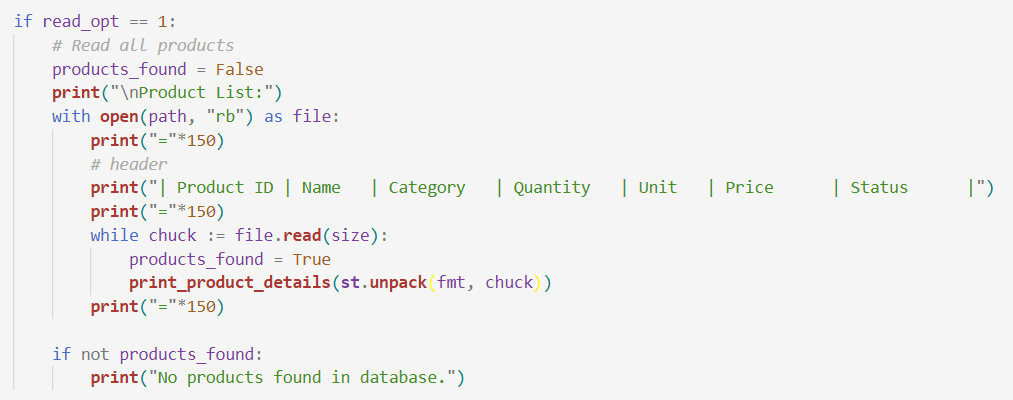 if read_opt == 1:
    # Read all products
    products_found = False
    print("\nProduct List:")
    with open(path, "rb") as file:
        print("="*150)
        # header
        print("| Product ID | Name   | Category   | Quantity   | Unit   | Price      | Status      |")
        print("="*150)
        while chuck := file.read(size):
            products_found = True
            print_product_details(st.unpack(fmt, chuck))
        print("="*150)

    if not products_found:
        print("No products found in database.")